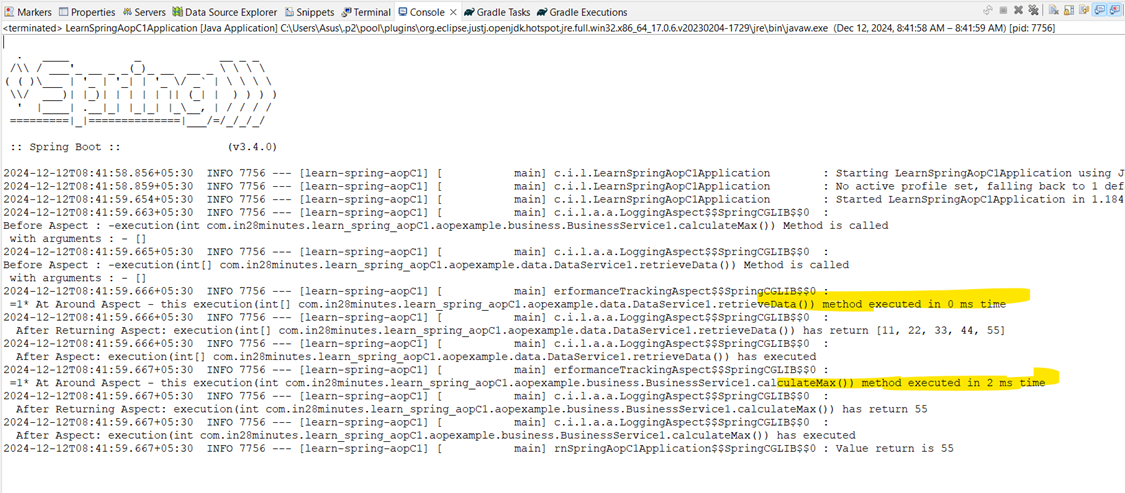 Markers Properties Servers Data Source Explorer Snippets Terminal Console Gradle Tasks Gradle Executions
<terminated> LearnSpringAopC1Application [Java Application] C:\Users\Asus\.p2\pool\plugins\org.eclipse.justj.openjdk.hotspot.jre.full.win32.x86_64_17.0.6.v20230204-1729\jre\bin\javaw.exe (Dec 12, 2024, 8:41:58 AM – 8:41:59 AM) [pid: 7756]
  .   ____          _            __ _ _
 /\\ / ___'_ __ _ _(_)_ __  __ _ \ \ \ \
( ( )\___ | '_ | '_| | '_ \/ _` | \ \ \ \
 \\/  ___)| |_)| | | | | || (_| |  ) ) ) )
  '  |____| .__|_| |_|_| |_\__, | / / / /
 =========|_|==============|___/=/_/_/_/
 :: Spring Boot ::                (v3.4.0)
2024-12-12T08:41:58.856+05:30  INFO 7756 --- [learn-spring-aopC1] [           main] c.i.l.LearnSpringAopC1Application        : Starting LearnSpringAopC1Application using J
2024-12-12T08:41:58.859+05:30  INFO 7756 --- [learn-spring-aopC1] [           main] c.i.l.LearnSpringAopC1Application        : No active profile set, falling back to 1 def
2024-12-12T08:41:59.654+05:30  INFO 7756 --- [learn-spring-aopC1] [           main] c.i.l.LearnSpringAopC1Application        : Started LearnSpringAopC1Application in 1.184
2024-12-12T08:41:59.663+05:30  INFO 7756 --- [learn-spring-aopC1] [           main] c.i.l.a.a.LoggingAspect$$SpringCGLIB$$0  :
Before Aspect : -execution(int com.in28minutes.learn_spring_aopC1.aopexample.business.BusinessService1.calculateMax()) Method is called
 with arguments : - []
2024-12-12T08:41:59.665+05:30  INFO 7756 --- [learn-spring-aopC1] [           main] c.i.l.a.a.LoggingAspect$$SpringCGLIB$$0  :
Before Aspect : -execution(int[] com.in28minutes.learn_spring_aopC1.aopexample.data.DataService1.retrieveData()) Method is called
 with arguments : - []
2024-12-12T08:41:59.666+05:30  INFO 7756 --- [learn-spring-aopC1] [           main] erformanceTrackingAspect$$SpringCGLIB$$0 :
 =1* At Around Aspect - this execution(int[] com.in28minutes.learn_spring_aopC1.aopexample.data.DataService1.retrieveData()) method executed in 0 ms time
2024-12-12T08:41:59.666+05:30  INFO 7756 --- [learn-spring-aopC1] [           main] c.i.l.a.a.LoggingAspect$$SpringCGLIB$$0  :
  After Returning Aspect: execution(int[] com.in28minutes.learn_spring_aopC1.aopexample.data.DataService1.retrieveData()) has return [11, 22, 33, 44, 55]
2024-12-12T08:41:59.666+05:30  INFO 7756 --- [learn-spring-aopC1] [           main] c.i.l.a.a.LoggingAspect$$SpringCGLIB$$0  :
  After Aspect: execution(int[] com.in28minutes.learn_spring_aopC1.aopexample.data.DataService1.retrieveData()) has executed
2024-12-12T08:41:59.667+05:30  INFO 7756 --- [learn-spring-aopC1] [           main] erformanceTrackingAspect$$SpringCGLIB$$0 :
 =1* At Around Aspect - this execution(int com.in28minutes.learn_spring_aopC1.aopexample.business.BusinessService1.calculateMax()) method executed in 2 ms time
2024-12-12T08:41:59.667+05:30  INFO 7756 --- [learn-spring-aopC1] [           main] c.i.l.a.a.LoggingAspect$$SpringCGLIB$$0  :
  After Returning Aspect: execution(int com.in28minutes.learn_spring_aopC1.aopexample.business.BusinessService1.calculateMax()) has return 55
2024-12-12T08:41:59.667+05:30  INFO 7756 --- [learn-spring-aopC1] [           main] c.i.l.a.a.LoggingAspect$$SpringCGLIB$$0  :
  After Aspect: execution(int com.in28minutes.learn_spring_aopC1.aopexample.business.BusinessService1.calculateMax()) has executed
2024-12-12T08:41:59.667+05:30  INFO 7756 --- [learn-spring-aopC1] [           main] rnSpringAopC1Application$$SpringCGLIB$$0 : Value return is 55